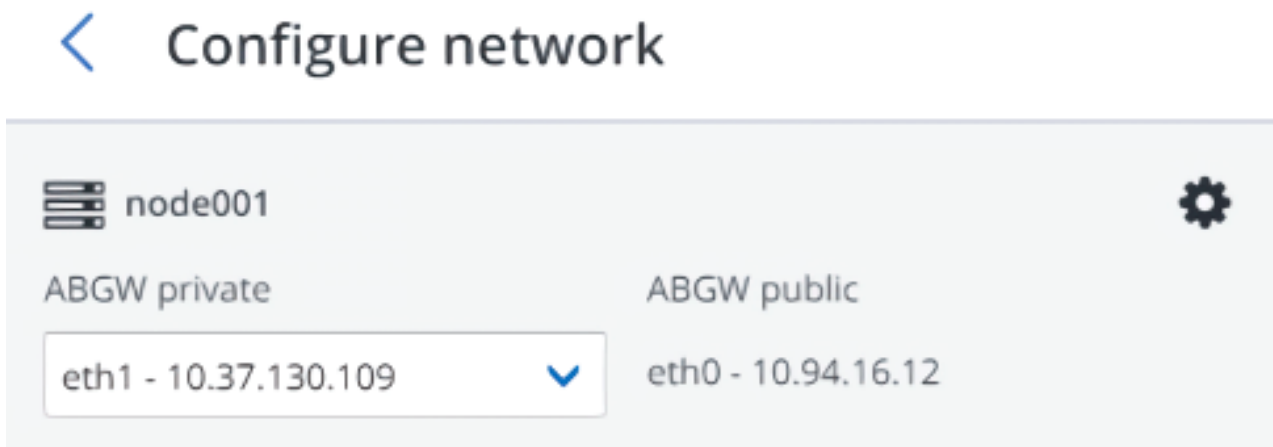 Configure network
node001
ABGW private
ABGW public
eth1 - 10.37.130.109
eth0 - 10.94.16.12